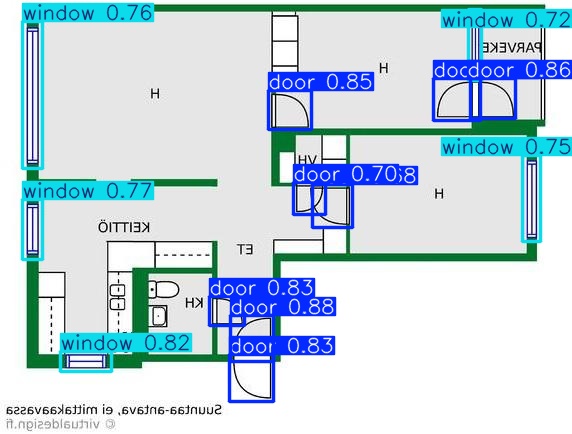 window 0.76
window 0.72
PARVEKE
door 0.86
door 0.85
H
H
window 0.75
VH
door 0.70
window 0.77
H
KEITTIÖ
ET
door 0.83
KH
door 0.88
window 0.82
door 0.83
Suuntaa-antava, ei mittakaavassa
© virtualdesign.fi